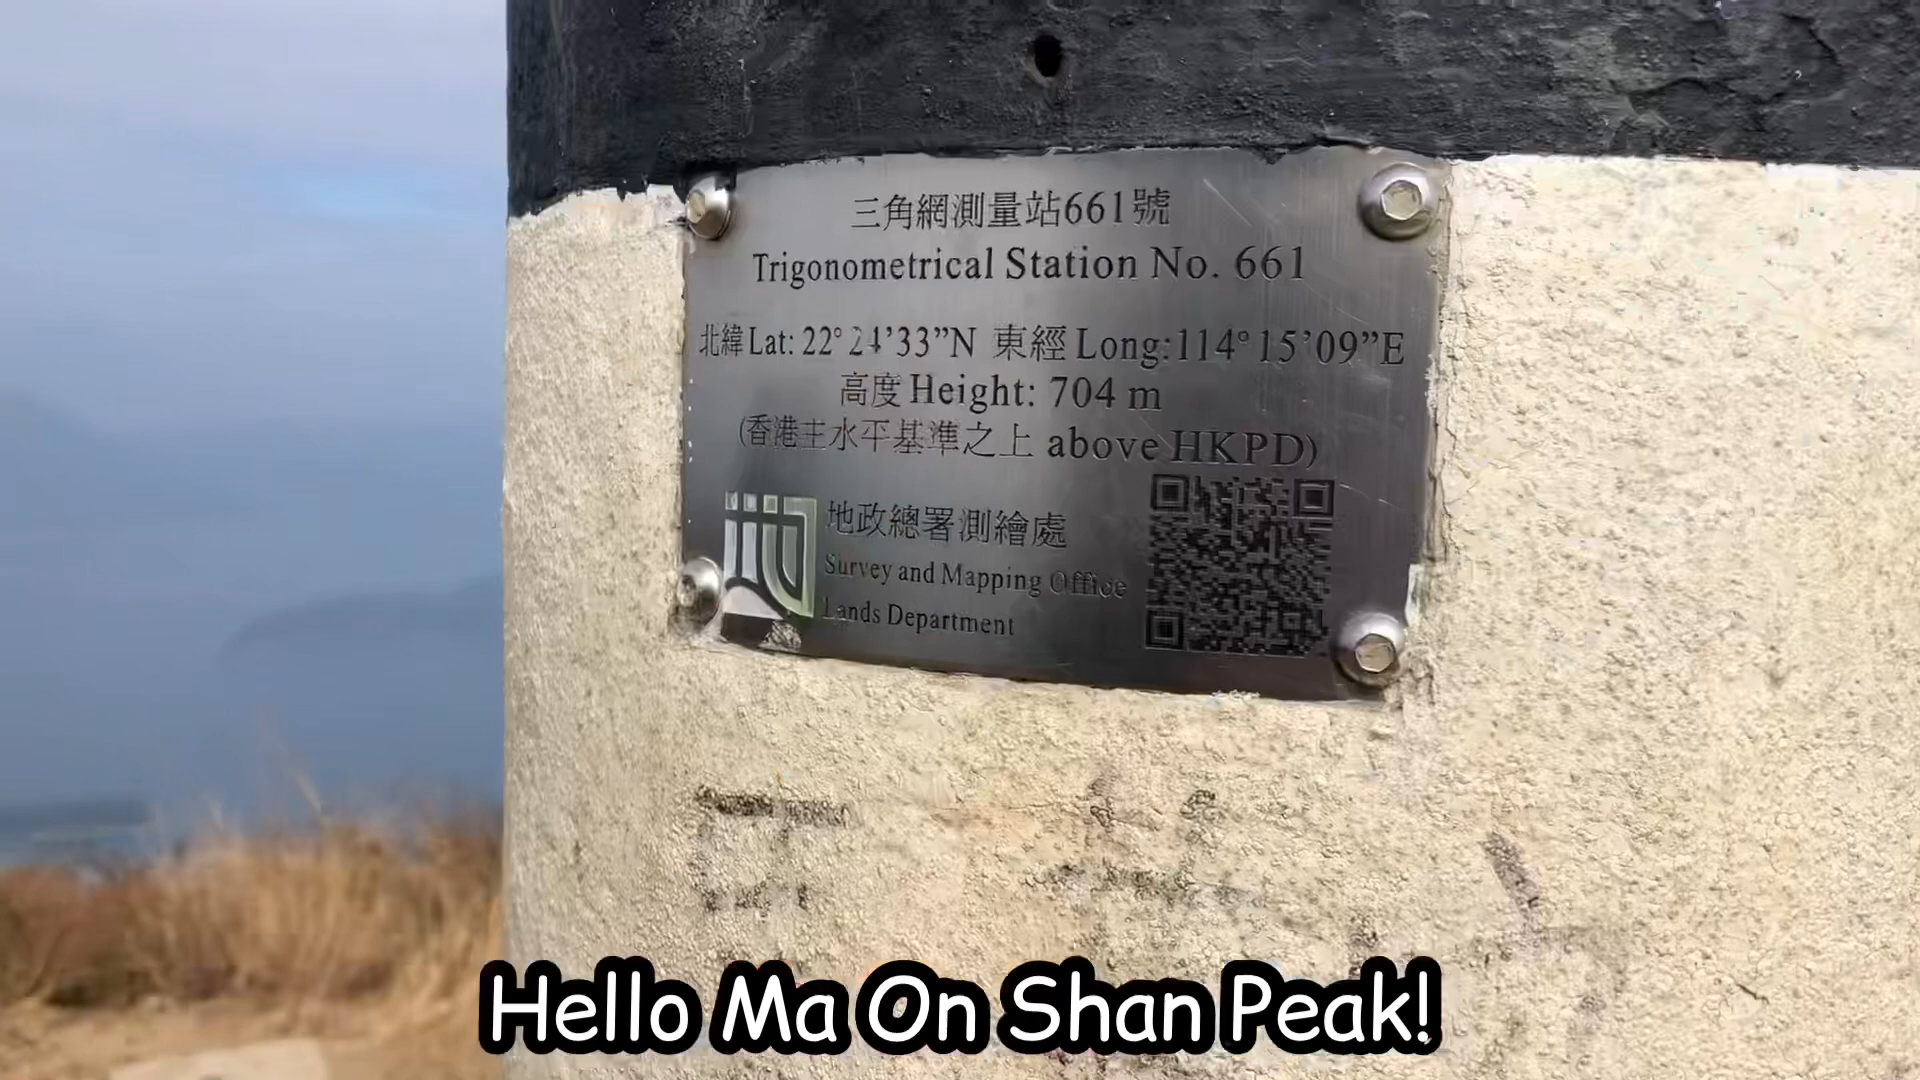 三角網測量站661號
Trigonometrical Station No. 661
北緯 Lat: 22° 24’33”N 東經 Long:114° 15’09”E
高度 Height: 704 m
(香港主水平基準之上 above HKPD)
地政總署測繪處
Survey and Mapping Office
Lands Department
Hello Ma On Shan Peak!